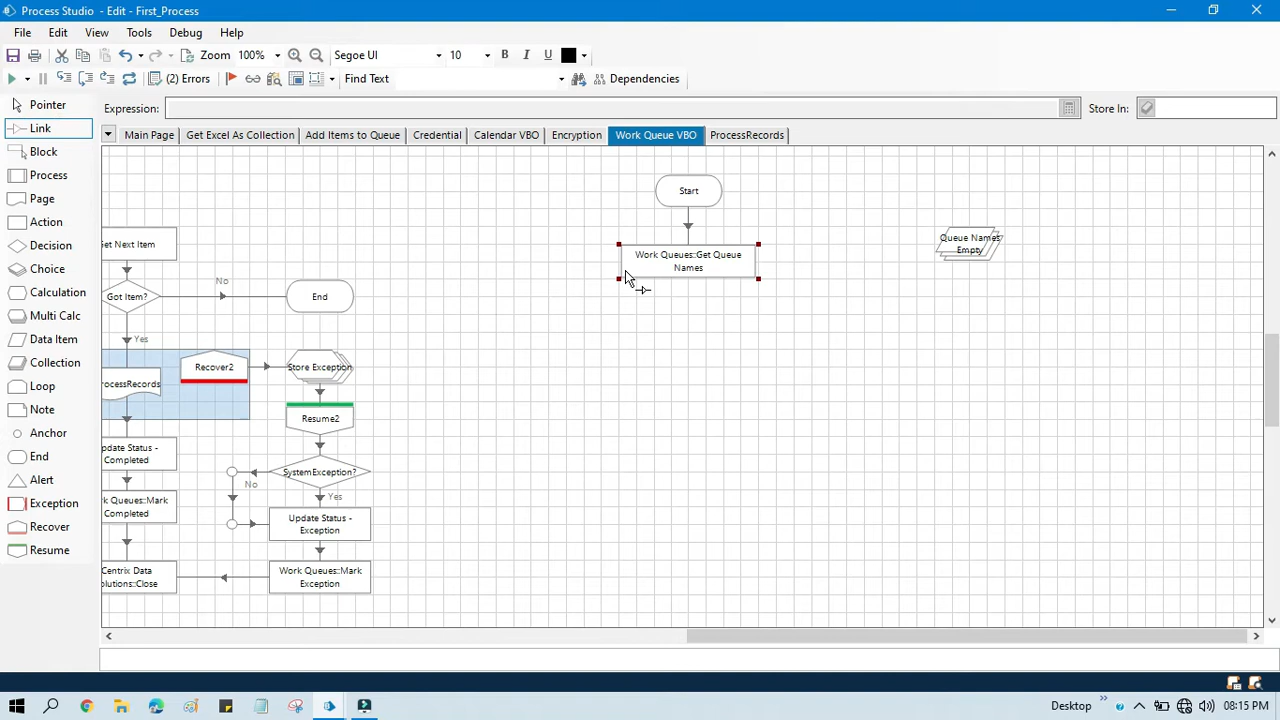 Process Studio - Edit - First_Process
File Edit View Tools Debug Help
Zoom 100% Segoe UI 10 B I U
(2) Errors Find Text Dependencies
Expression: Store In:
Pointer
Link
Block
Process
Page
Action
Decision
Choice
Calculation
Multi Calc
Data Item
Collection
Loop
Note
Anchor
End
Alert
Exception
Recover
Resume
Main Page Get Excel As Collection Add Items to Queue Credential Calendar VBO Encryption Work Queue VBO ProcessRecords
Start
Get Next Item
Work Queues::Get Queue
Names
Queue Names
Empty
No
Got Item?
End
Yes
Recover2
Store Exception
ProcessRecords
Resume2
Update Status -
Completed
SystemException?
No
Yes
rk Queues::Mark
Completed
Update Status -
Exception
Centrix Data
olutions::Close
Work Queues::Mark
Exception
Desktop 08:15 PM